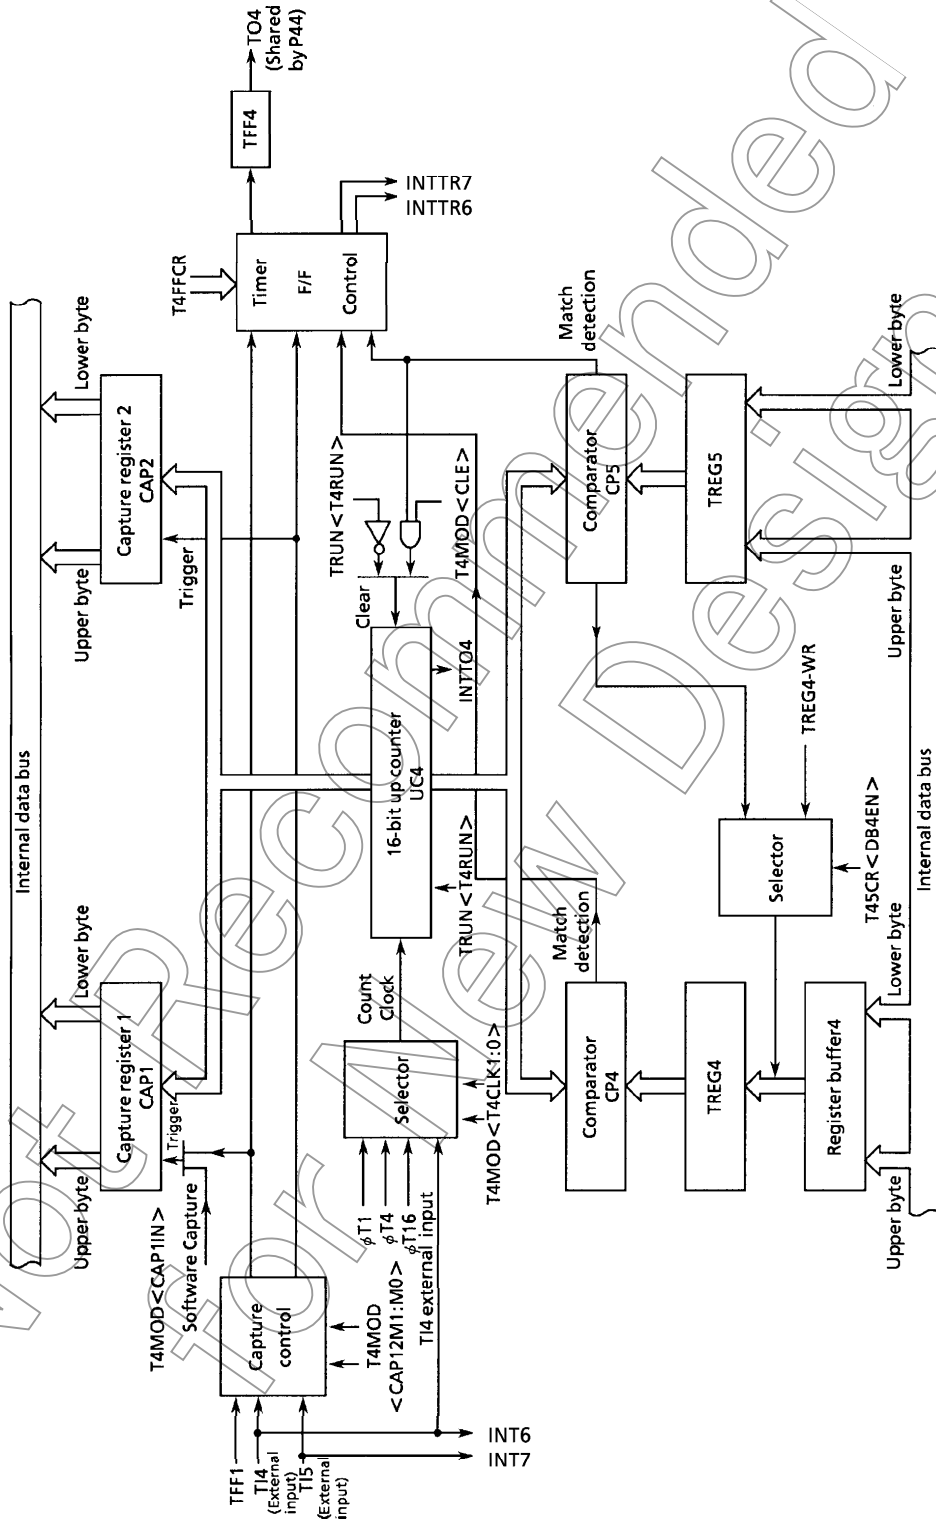 Internal data bus
Upper byte
Lower byte
Upper byte
Lower byte
Capture register 1
CAP1
Capture register 2
CAP2
T4MOD<CAP1IN>
Software Capture
Trigger
Trigger
T4FFCR
TFF1
TI4
(External
input)
TI5
(External
input)
Capture
control
T4MOD
<CAP12M1:M0>
Timer
F/F
Control
TFF4
TO4
(Shared
by P44)
INTTR7
INTTR6
INT6
INT7
ϕT1
ϕT4
ϕT16
TI4 external input
Selector
T4MOD<T4CLK1:0>
Count
Clock
16-bit up counter
UC4
TRUN<T4RUN>
INTTO4
Clear
TRUN<T4RUN>
T4MOD<CLE>
Match
detection
Match
detection
Comparator
CP4
Comparator
CP5
TREG4
TREG5
Register buffer4
Selector
TREG4-WR
T45CR<DB4EN>
Upper byte
Lower byte
Upper byte
Lower byte
Internal data bus
Not Recommended
for New Design